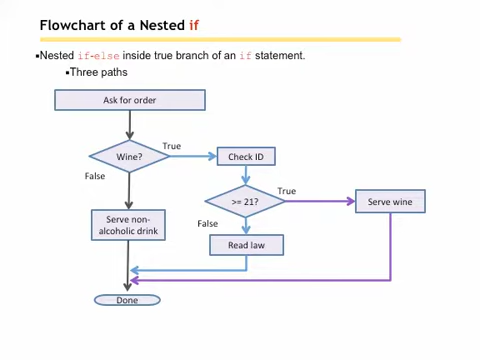 Flowchart of a Nested if
▪Nested if-else inside true branch of an if statement.
▪Three paths
Ask for order
True
Wine?
Check ID
False
True
>= 21?
Serve wine
False
Serve non-
alcoholic drink
Read law
Done